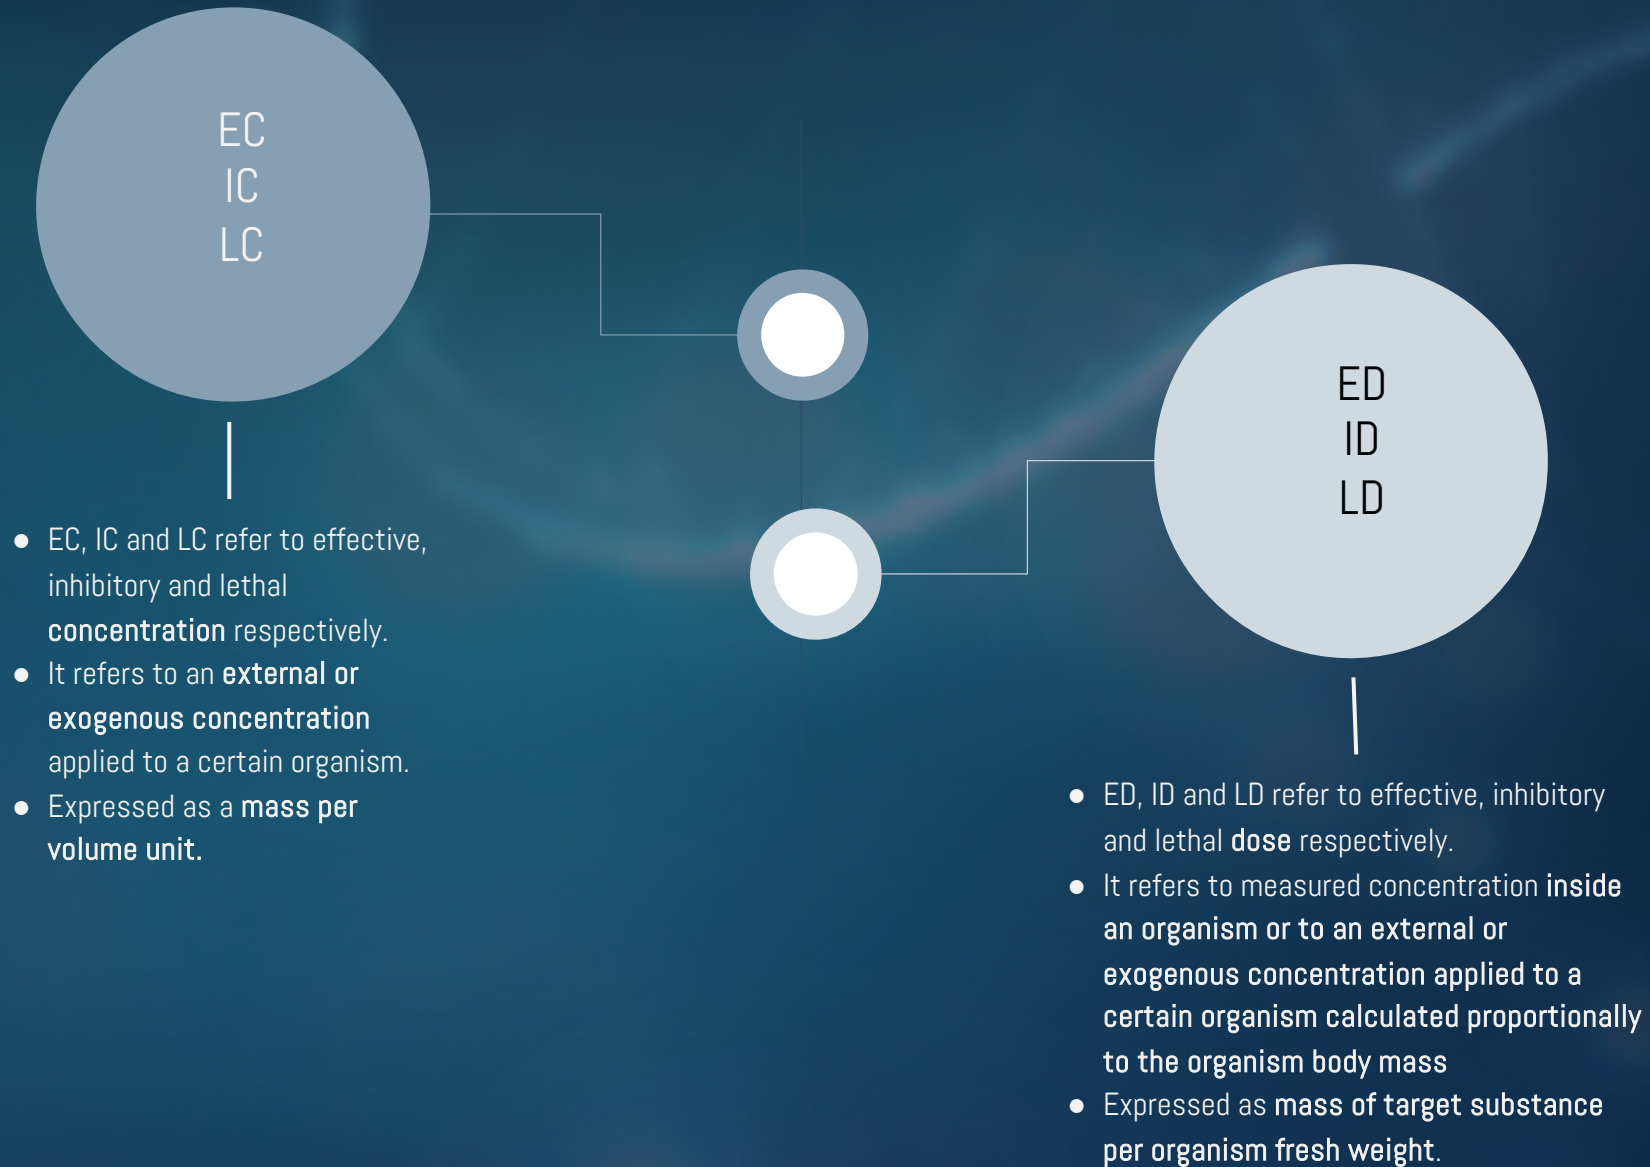 EC
IC
LC
● EC, IC and LC refer to effective,
inhibitory and lethal
concentration respectively.
● It refers to an external or
exogenous concentration
applied to a certain organism.
● Expressed as a mass per
volume unit.
ED
ID
LD
● ED, ID and LD refer to effective, inhibitory
and lethal dose respectively.
● It refers to measured concentration inside
an organism or to an external or
exogenous concentration applied to a
certain organism calculated proportionally
to the organism body mass
● Expressed as mass of target substance
per organism fresh weight.